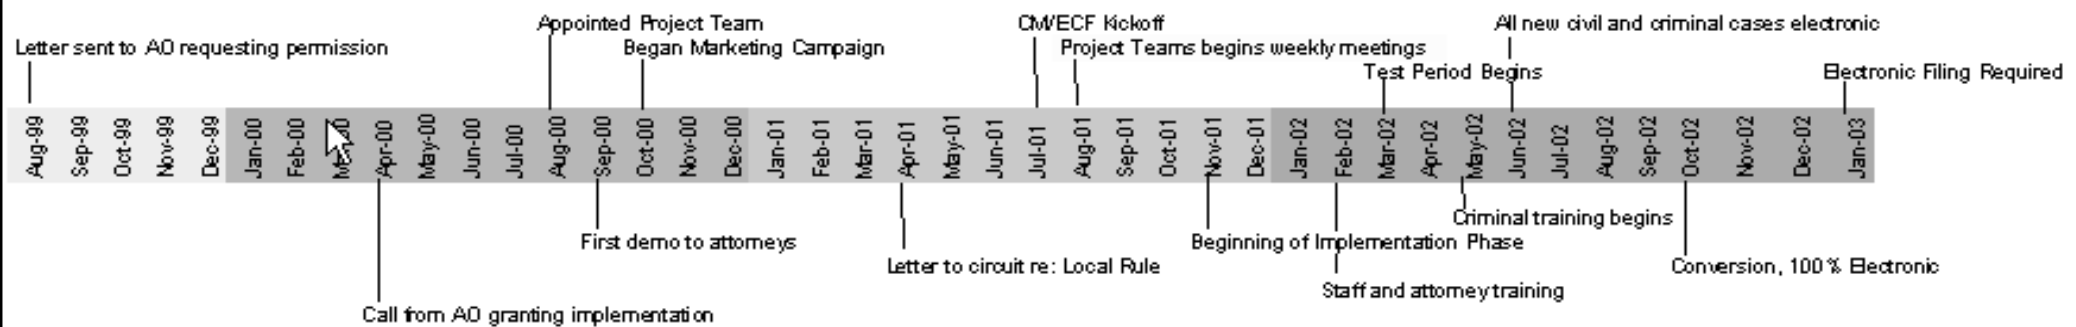 Appointed Project Team
CM/ECF Kickoff
All new civil and criminal cases electronic
Letter sent to AO requesting permission
Began Marketing Campaign
Project Teams begins weekly meetings
Test Period Begins
Electronic Filing Required
Aug-99
Sep-99
Oct-99
Nov-99
Dec-99
Jan-00
Feb-00
Apr-00
May-00
Jun-00
Jul-00
Aug-00
Sep-00
Oct-00
Nov-00
Dec-00
Jan-01
Feb-01
Mar-01
Apr-01
May-01
Jun-01
Jul-01
Aug-01
Sep-01
Oct-01
Nov-01
Dec-01
Jan-02
Feb-02
Mar-02
Apr-02
May-02
Jun-02
Jul-02
Aug-02
Sep-02
Oct-02
Nov-02
Dec-02
Jan-03
Criminal training begins
First demo to attorneys
Beginning of Implementation Phase
Letter to circuit re: Local Rule
Conversion, 100% Electronic
Staff and attorney training
Call from AO granting implementation